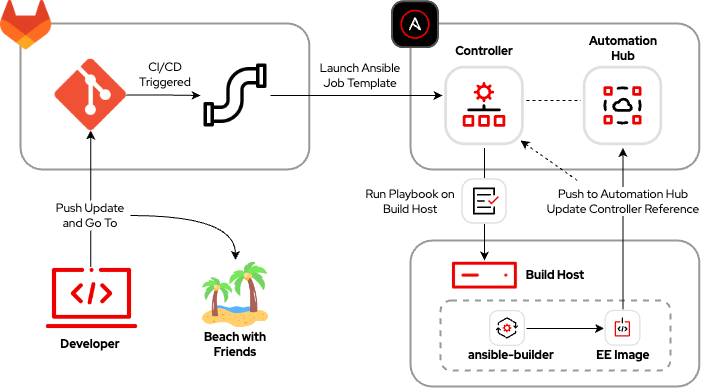 CI/CD
Triggered
Launch Ansible
Job Template
Controller
Automation
Hub
Push Update
and Go To
Run Playbook on
Build Host
Push to Automation Hub
Update Controller Reference
Developer
Beach with
Friends
Build Host
ansible-builder
EE Image